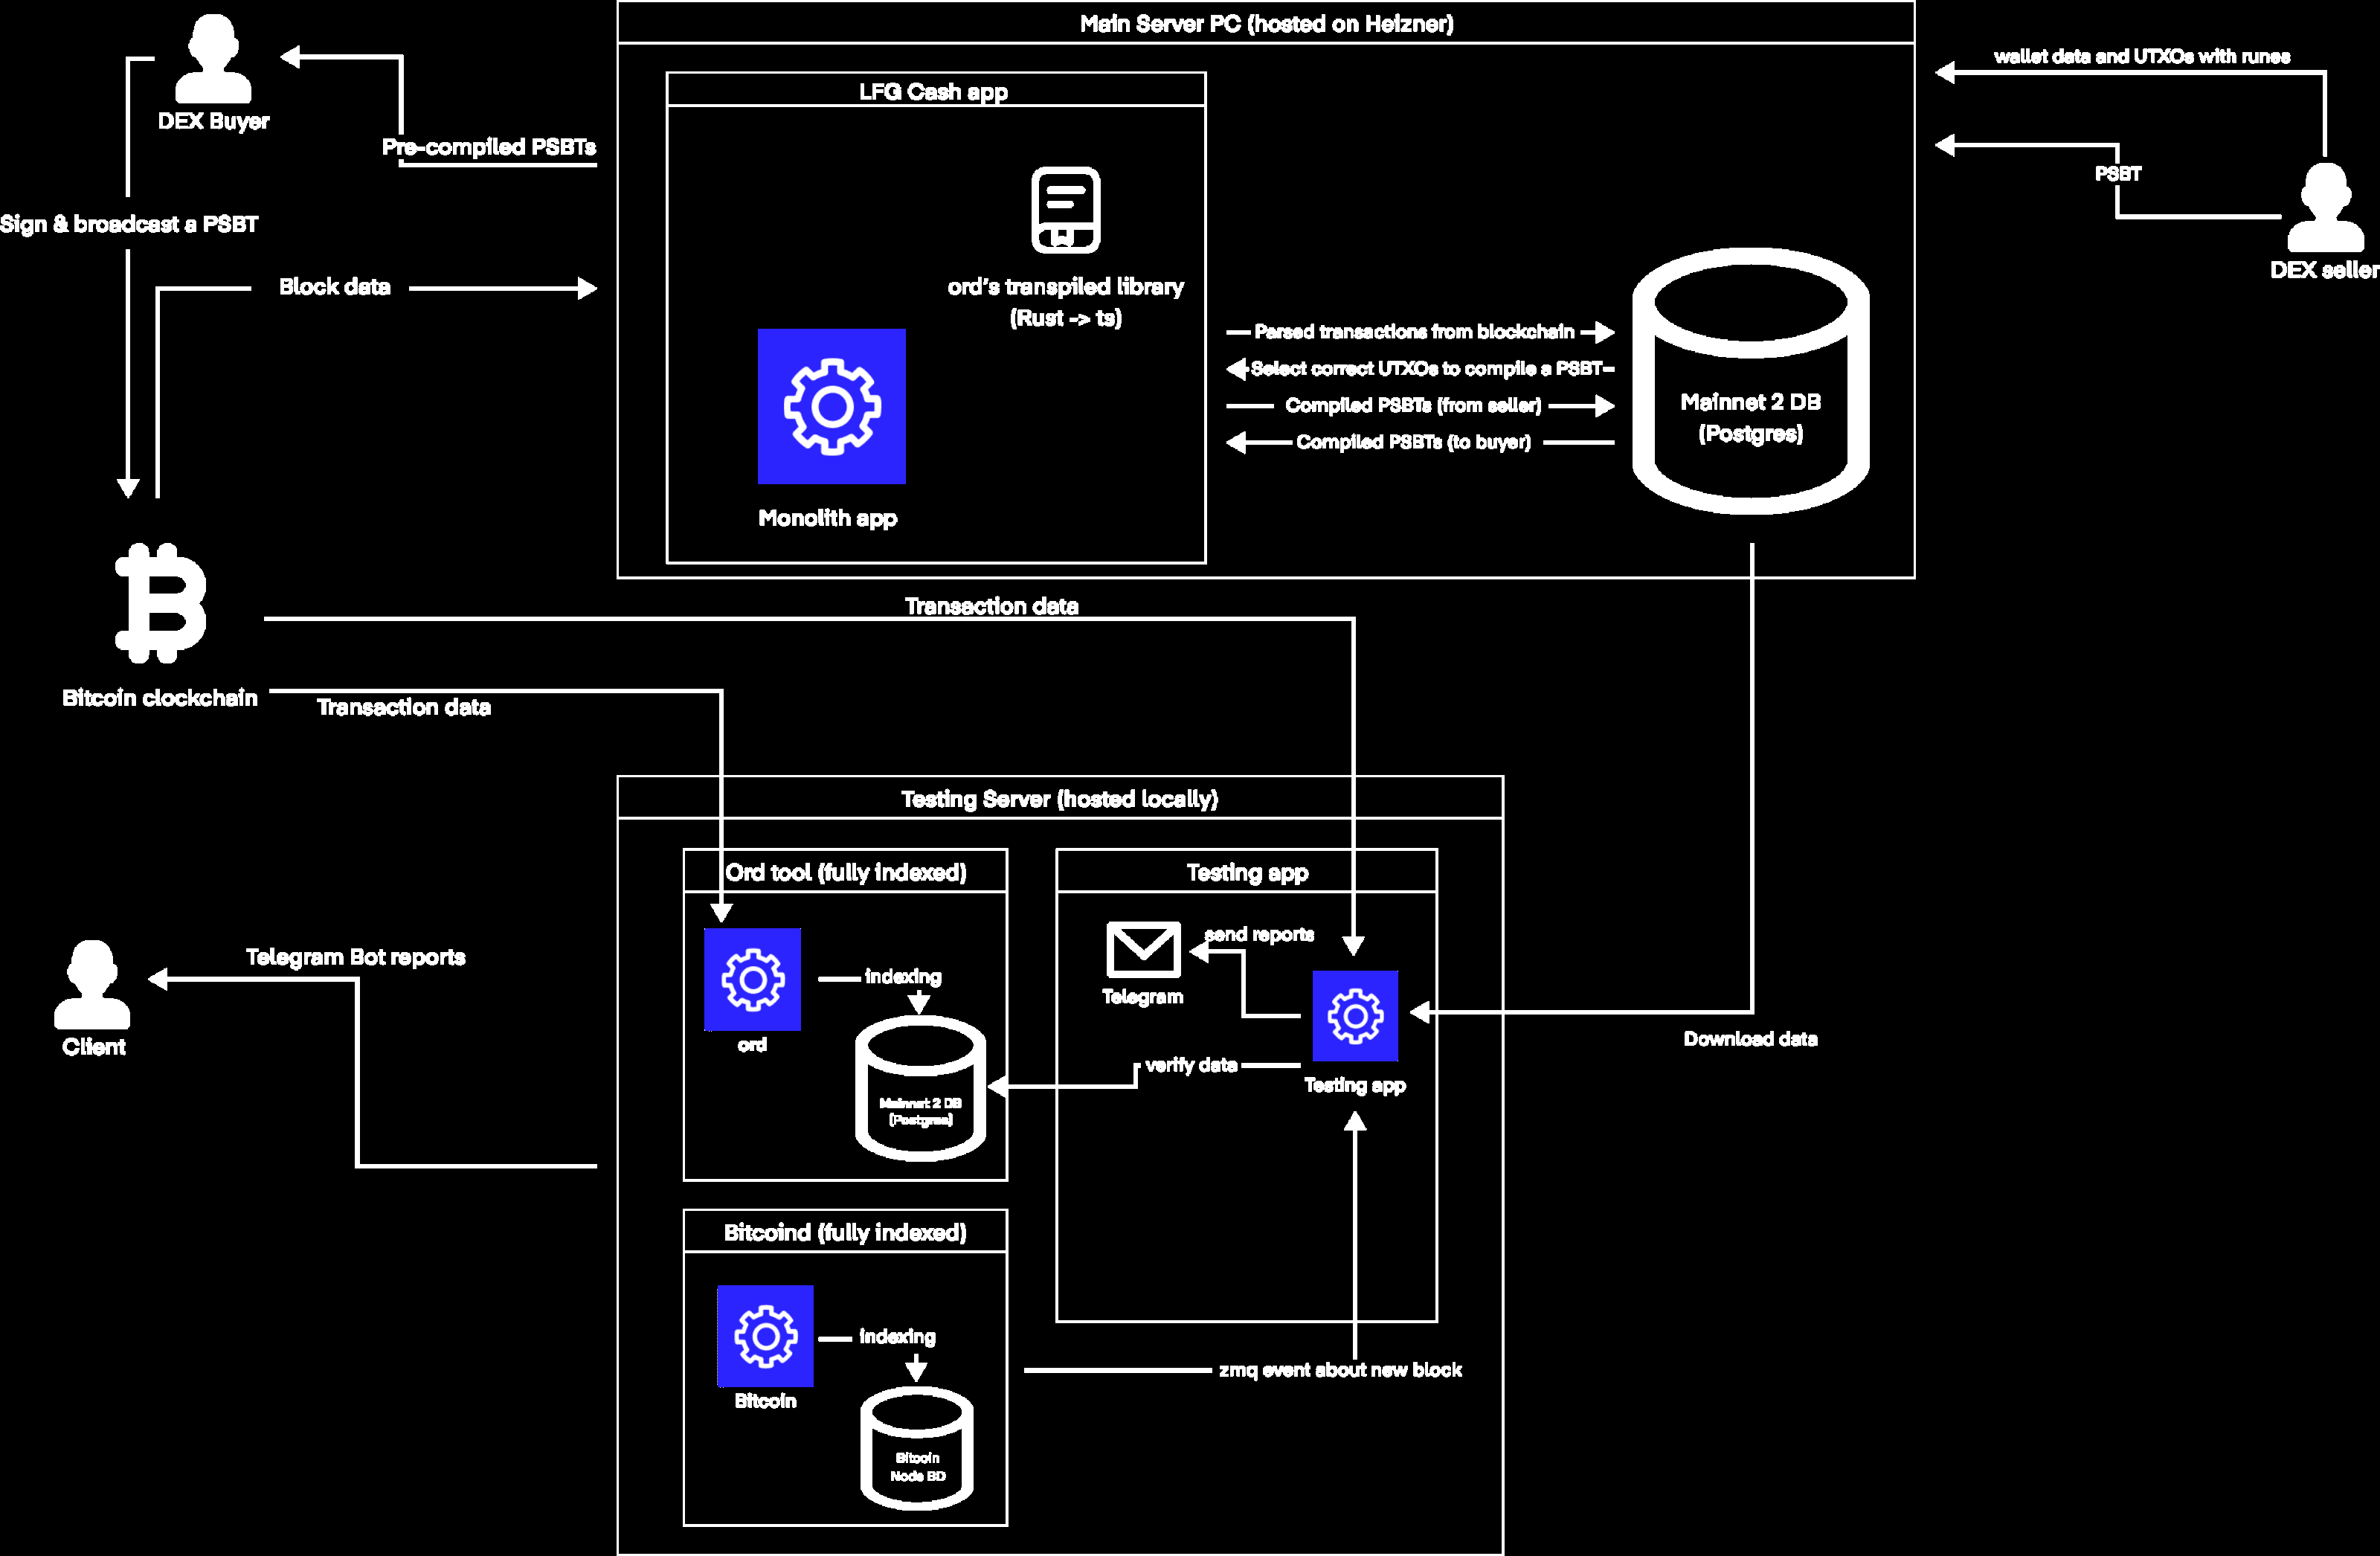 Main Server PC (hosted on Heizner)
wallet data and UTXOs with runes
LFG Cash app
DEX Buyer
Pre-compiled PSBTs
PSBT
Sign & broadcast a PSBT
DEX seller
Block data
ord's transpiled library
(Rust -> ts)
Parsed transactions from blockchain
Select correct UTXOs to compile a PSBT
Compiled PSBTs (from seller)
Compiled PSBTs (to buyer)
Mainnet 2 DB
(Postgres)
Monolith app
Transaction data
Bitcoin clockchain
Transaction data
Testing Server (hosted locally)
Ord tool (fully indexed)
Testing app
send reports
Telegram Bot reports
indexing
Telegram
Client
ord
Download data
verify data
Testing app
Mainnet 2 DB
(Postgres)
Bitcoind (fully indexed)
indexing
zmq event about new block
Bitcoin
Bitcoin
Node BD